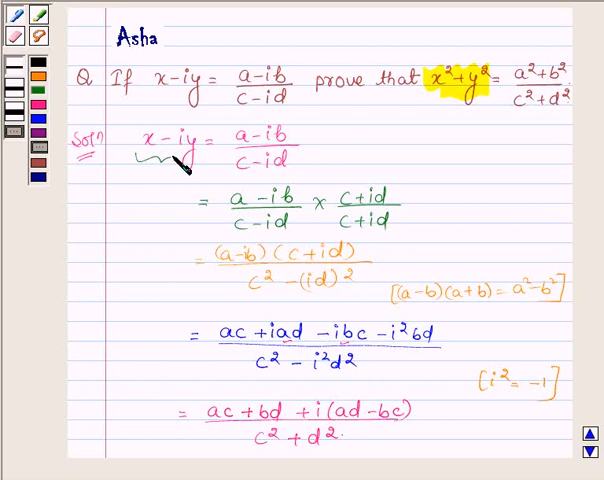 Asha
Q If x-iy = (a-ib)/(c-id) prove that x²+y² = (a²+b²)/(c²+d²).
Solⁿ x-iy = (a-ib)/(c-id)
= (a-ib)/(c-id) × (c+id)/(c+id)
= (a-ib)(c+id)/(c²-(id)²)
[(a-b)(a+b) = a²-b²]
= (ac+iad-ibc-i²bd)/(c²-i²d²)
[i² = -1]
= (ac+bd+i(ad-bc))/(c²+d².)